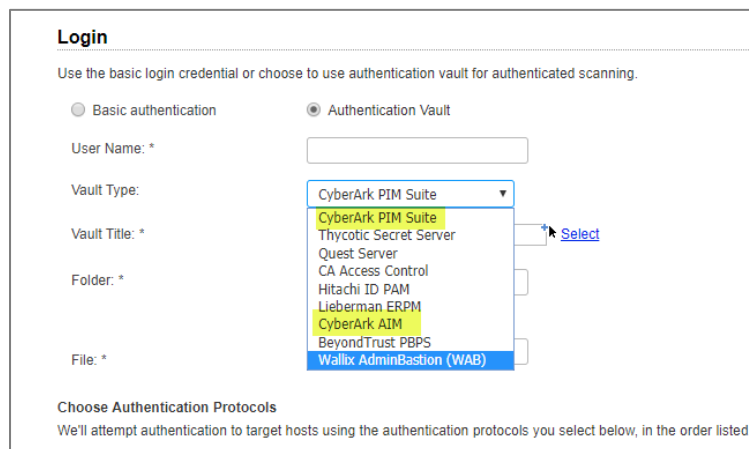 Login
Use the basic login credential or choose to use authentication vault for authenticated scanning.
Basic authentication Authentication Vault
User Name: *
Vault Type: CyberArk PIM Suite
CyberArk PIM Suite
Thycotic Secret Server
Vault Title: * Select
Quest Server
CA Access Control
Folder: *
Hitachi ID PAM
Lieberman ERPM
CyberArk AIM
BeyondTrust PBPS
File: *
Wallix AdminBastion (WAB)
Choose Authentication Protocols
We'll attempt authentication to target hosts using the authentication protocols you select below, in the order listed